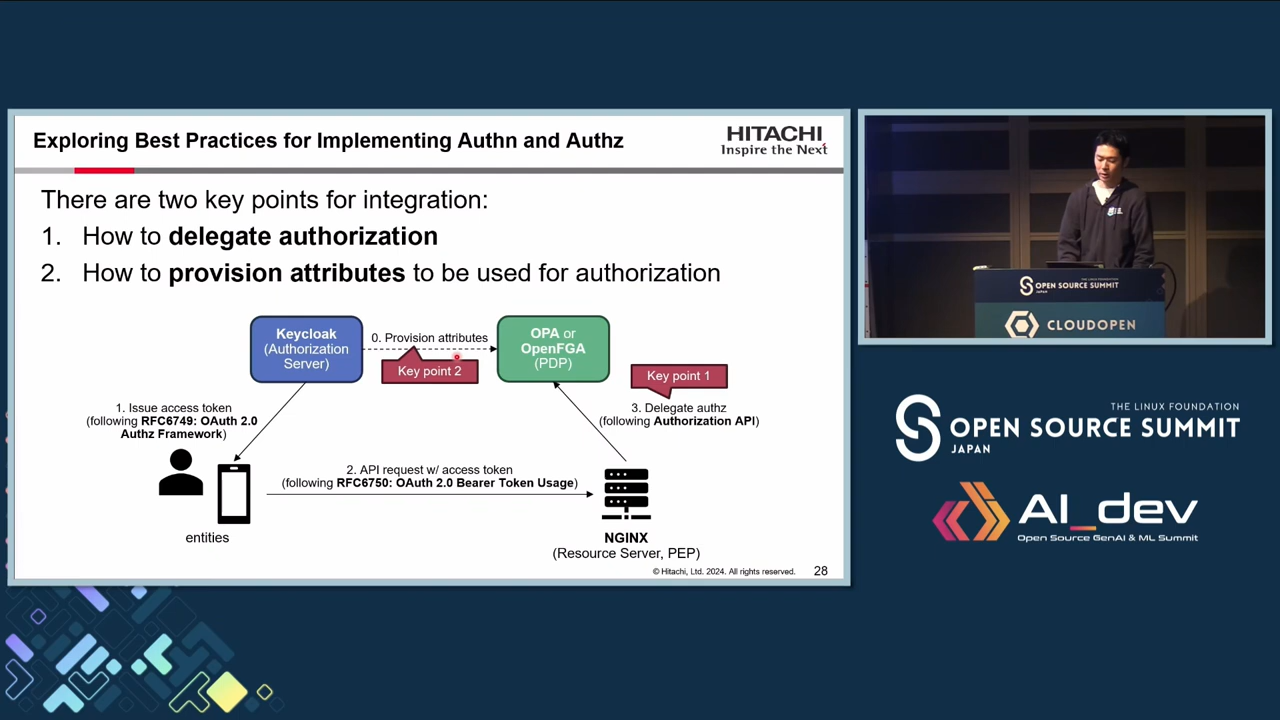 Exploring Best Practices for Implementing Authn and Authz
HITACHI
Inspire the Next
There are two key points for integration:
1. How to delegate authorization
2. How to provision attributes to be used for authorization
Keycloak
(Authorization
Server)
0. Provision attributes
Key point 2
OPA or
OpenFGA
(PDP)
Key point 1
1. Issue access token
(following RFC6749: OAuth 2.0
Authz Framework)
3. Delegate authz
(following Authorization API)
2. API request w/ access token
(following RFC6750: OAuth 2.0 Bearer Token Usage)
entities
NGINX
(Resource Server, PEP)
© Hitachi, Ltd. 2024. All rights reserved.
28
THE LINUX FOUNDATION
OPEN SOURCE SUMMIT
JAPAN
CLOUDOPEN
THE LINUX FOUNDATION
OPEN SOURCE SUMMIT
JAPAN
AI_dev
Open Source GenAI & ML Summit